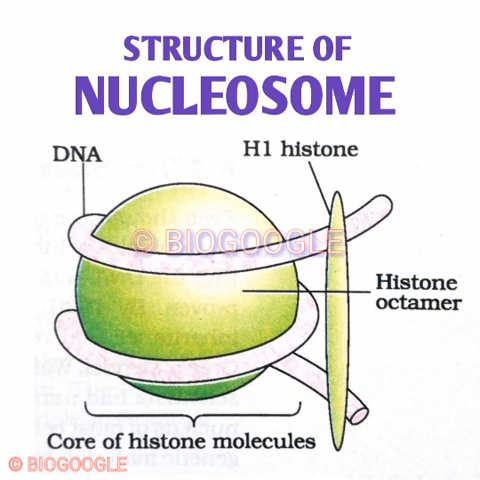 STRUCTURE OF
NUCLEOSOME
DNA
H1 histone
© BIOGOOGLE
Histone
octamer
Core of histone molecules
© BIOGOOGLE